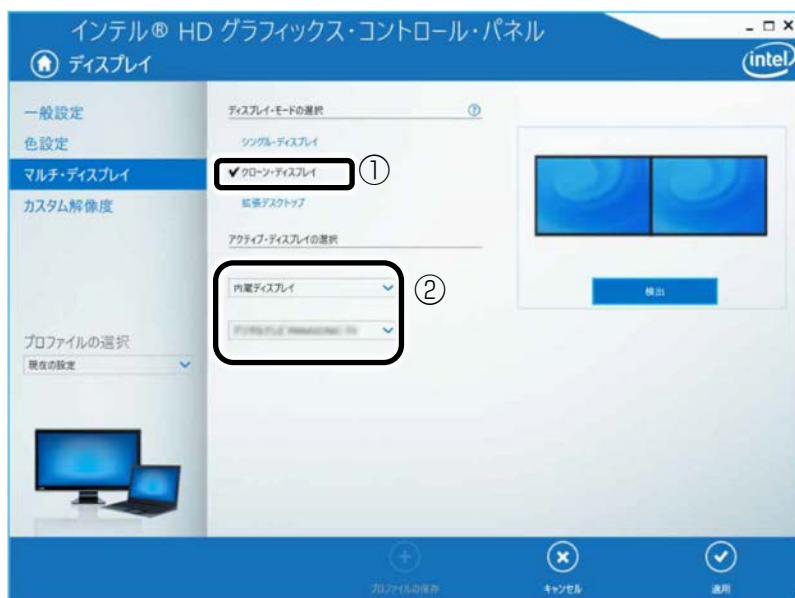 インテル® HD グラフィックス・コントロール・パネル
ディスプレイ
intel
一般設定
色設定
マルチ・ディスプレイ
カスタム解像度
プロファイルの選択
現在の設定
ディスプレイ・モードの選択
?
シングル・ディスプレイ
✔クローン・ディスプレイ
①
拡張デスクトップ
アクティブ・ディスプレイの選択
内蔵ディスプレイ
②
検出
プロファイルの保存
キャンセル
適用